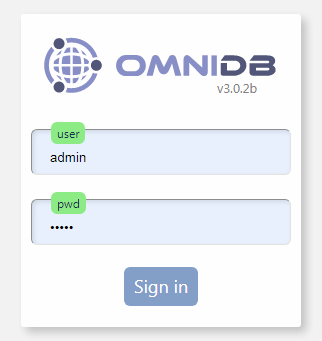 OMNIDB
v3.0.2b
user
admin
pwd
•••••
Sign in